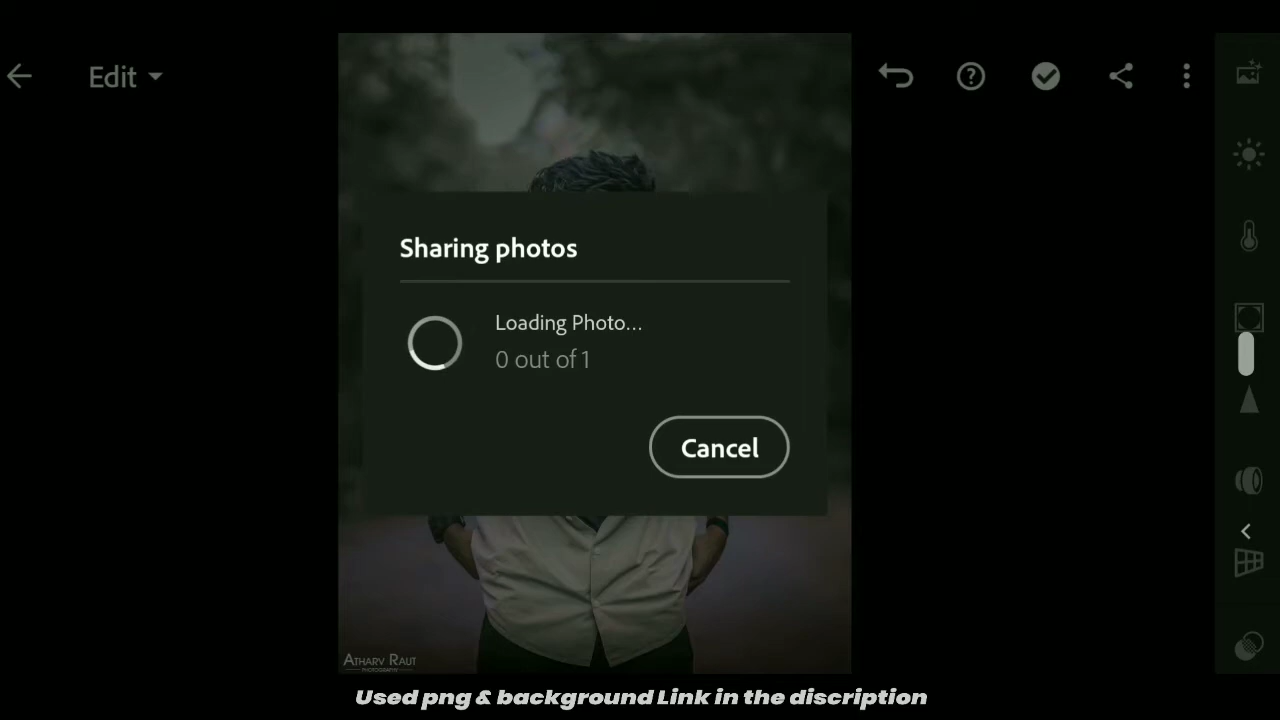 Edit
Sharing photos
Loading Photo...
0 out of 1
Cancel
ATHARV RAUT
PHOTOGRAPHY
Used png & background Link in the discription